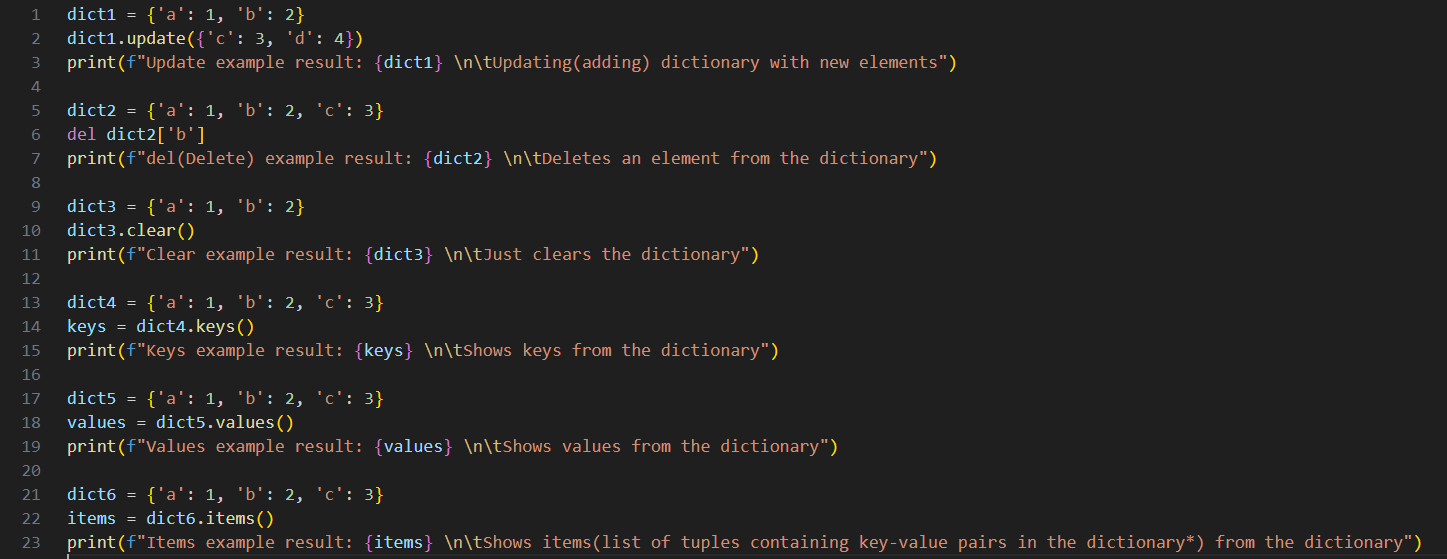 1 dict1 = {'a': 1, 'b': 2}
2 dict1.update({'c': 3, 'd': 4})
3 print(f"Update example result: {dict1} \n\tUpdating(adding) dictionary with new elements")
4
5 dict2 = {'a': 1, 'b': 2, 'c': 3}
6 del dict2['b']
7 print(f"del(Delete) example result: {dict2} \n\tDeletes an element from the dictionary")
8
9 dict3 = {'a': 1, 'b': 2}
10 dict3.clear()
11 print(f"Clear example result: {dict3} \n\tJust clears the dictionary")
12
13 dict4 = {'a': 1, 'b': 2, 'c': 3}
14 keys = dict4.keys()
15 print(f"Keys example result: {keys} \n\tShows keys from the dictionary")
16
17 dict5 = {'a': 1, 'b': 2, 'c': 3}
18 values = dict5.values()
19 print(f"Values example result: {values} \n\tShows values from the dictionary")
20
21 dict6 = {'a': 1, 'b': 2, 'c': 3}
22 items = dict6.items()
23 print(f"Items example result: {items} \n\tShows items(list of tuples containing key-value pairs in the dictionary*) from the dictionary")